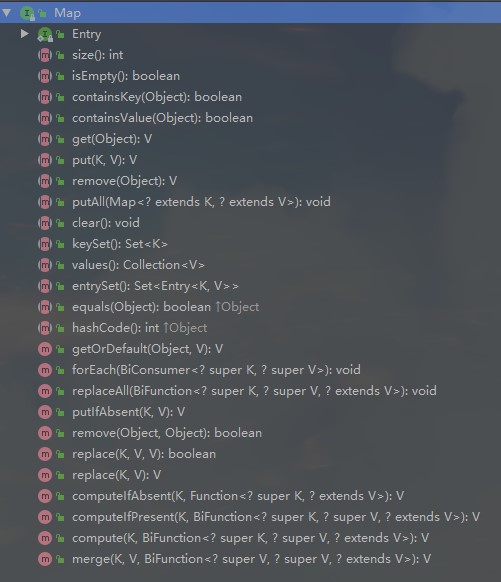 Map
Entry
size(): int
isEmpty(): boolean
containsKey(Object): boolean
containsValue(Object): boolean
get(Object): V
put(K, V): V
remove(Object): V
putAll(Map<? extends K, ? extends V>): void
clear(): void
keySet(): Set<K>
values(): Collection<V>
entrySet(): Set<Entry<K, V>>
equals(Object): boolean ↑Object
hashCode(): int ↑Object
getOrDefault(Object, V): V
forEach(BiConsumer<? super K, ? super V>): void
replaceAll(BiFunction<? super K, ? super V, ? extends V>): void
putIfAbsent(K, V): V
remove(Object, Object): boolean
replace(K, V, V): boolean
replace(K, V): V
computeIfAbsent(K, Function<? super K, ? extends V>): V
computeIfPresent(K, BiFunction<? super K, ? super V, ? extends V>): V
compute(K, BiFunction<? super K, ? super V, ? extends V>): V
merge(K, V, BiFunction<? super V, ? super V, ? extends V>): V